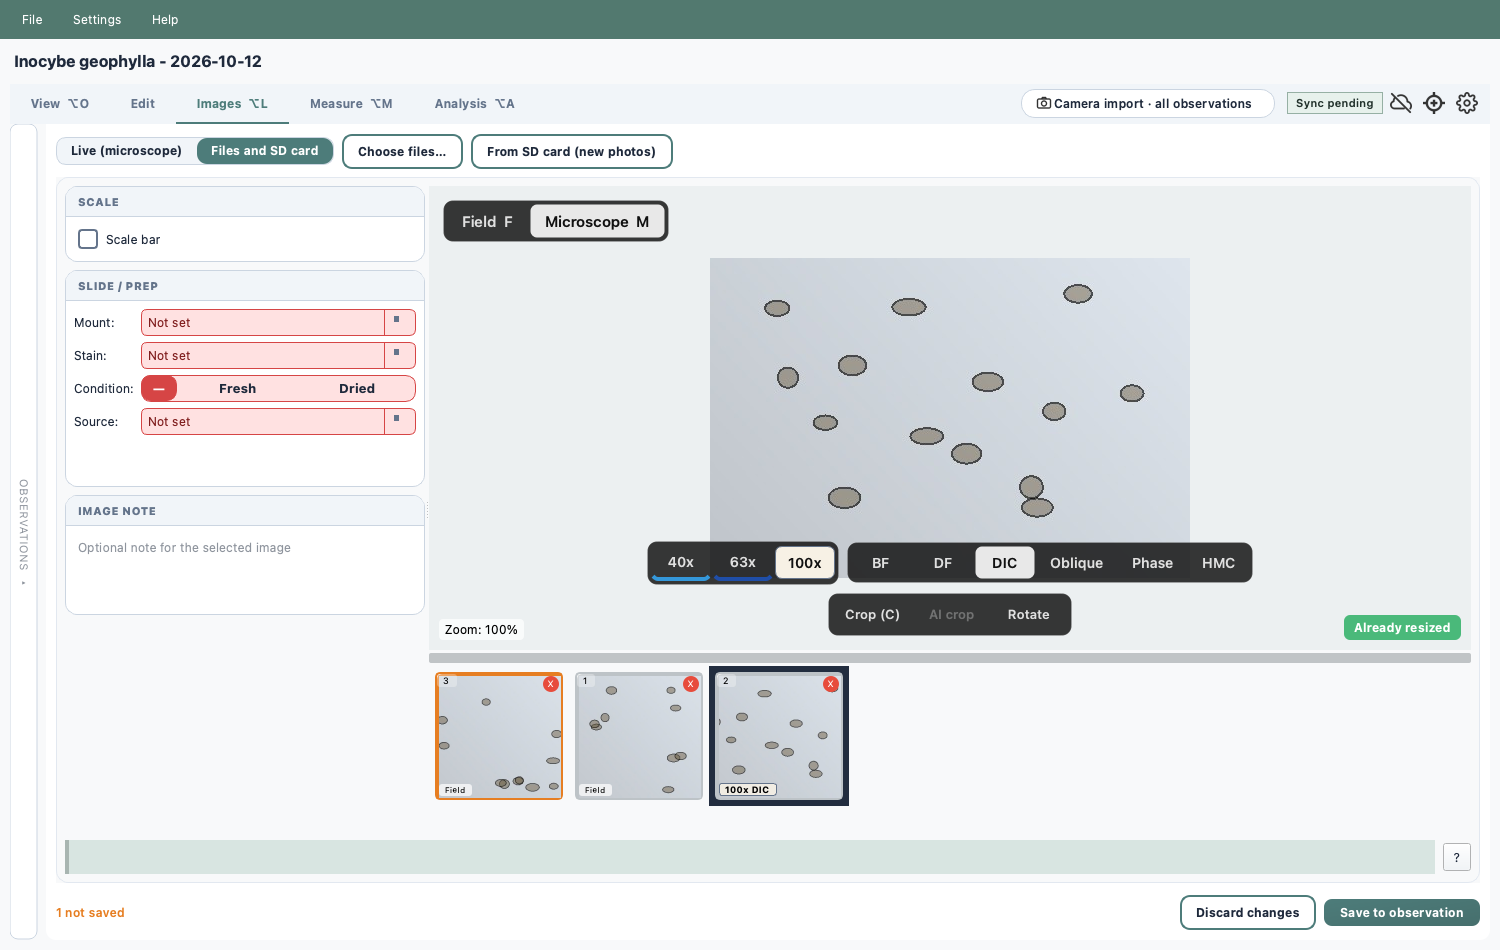 File Settings Help
Inocybe geophylla - 2026-10-12
View ⌥O Edit Images ⌥L Measure ⌥M Analysis ⌥A
Camera import · all observations
Sync pending
Live (microscope) Files and SD card Choose files... From SD card (new photos)
OBSERVATIONS
SCALE
Scale bar
SLIDE / PREP
Mount: Not set
Stain: Not set
Condition: — Fresh Dried
Source: Not set
IMAGE NOTE
Optional note for the selected image
Field F Microscope M
40x 63x 100x BF DF DIC Oblique Phase HMC
Crop (C) AI crop Rotate
Zoom: 100%
Already resized
3 X 1 X 2 X
Field Field 100x DIC
?
1 not saved
Discard changes Save to observation